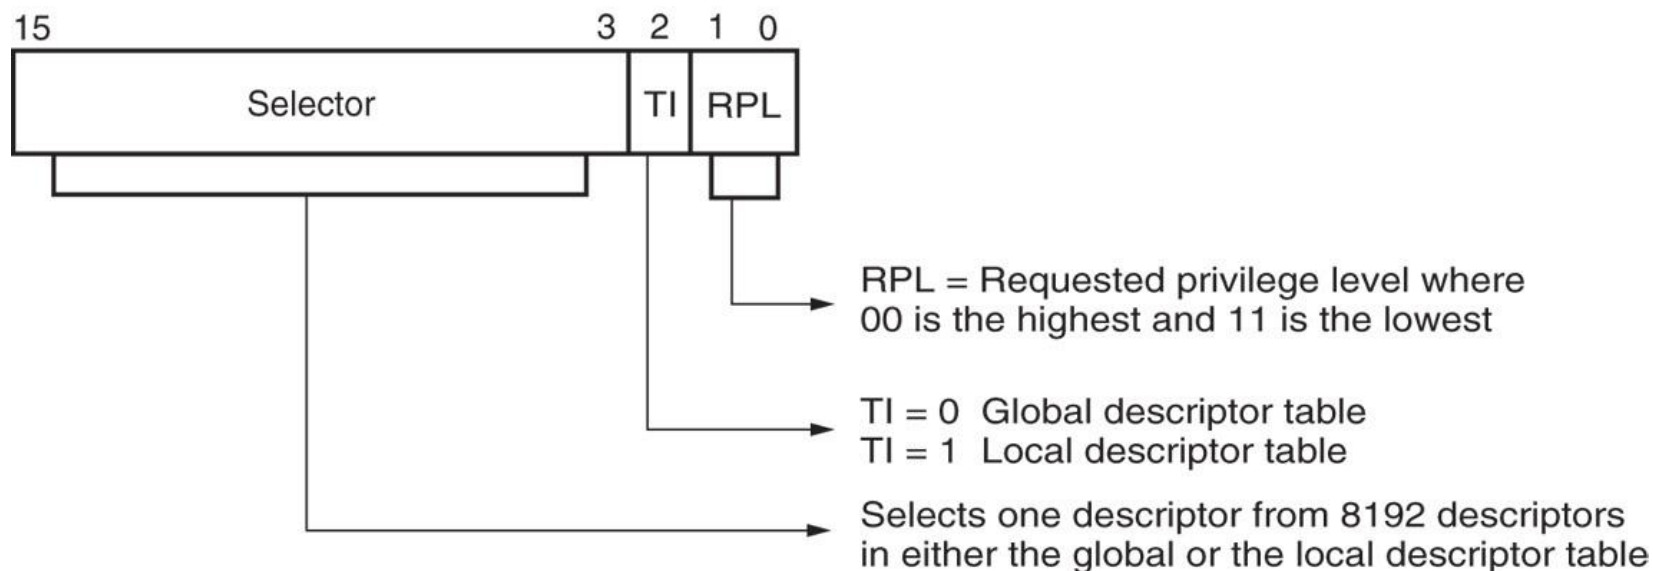 15 3 2 1 0
Selector TI RPL
RPL = Requested privilege level where
00 is the highest and 11 is the lowest
TI = 0 Global descriptor table
TI = 1 Local descriptor table
Selects one descriptor from 8192 descriptors
in either the global or the local descriptor table